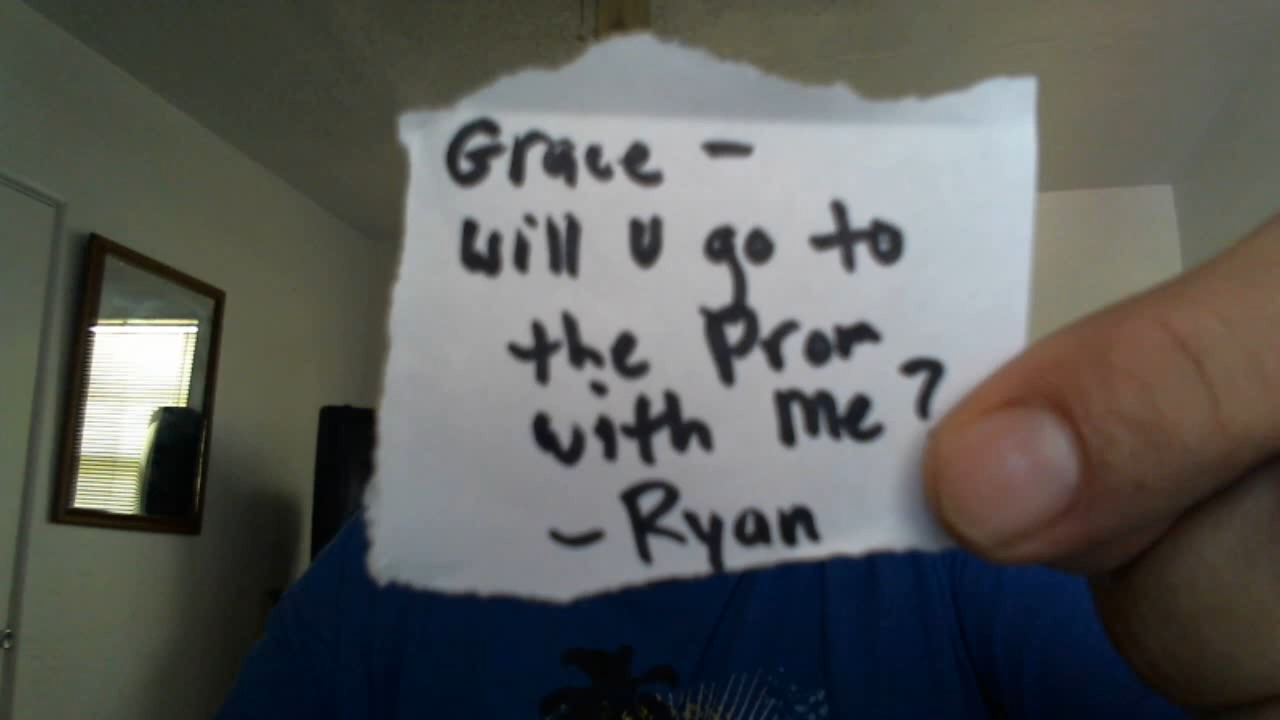 Grace -
will U go to
the Prom
with me?
- Ryan